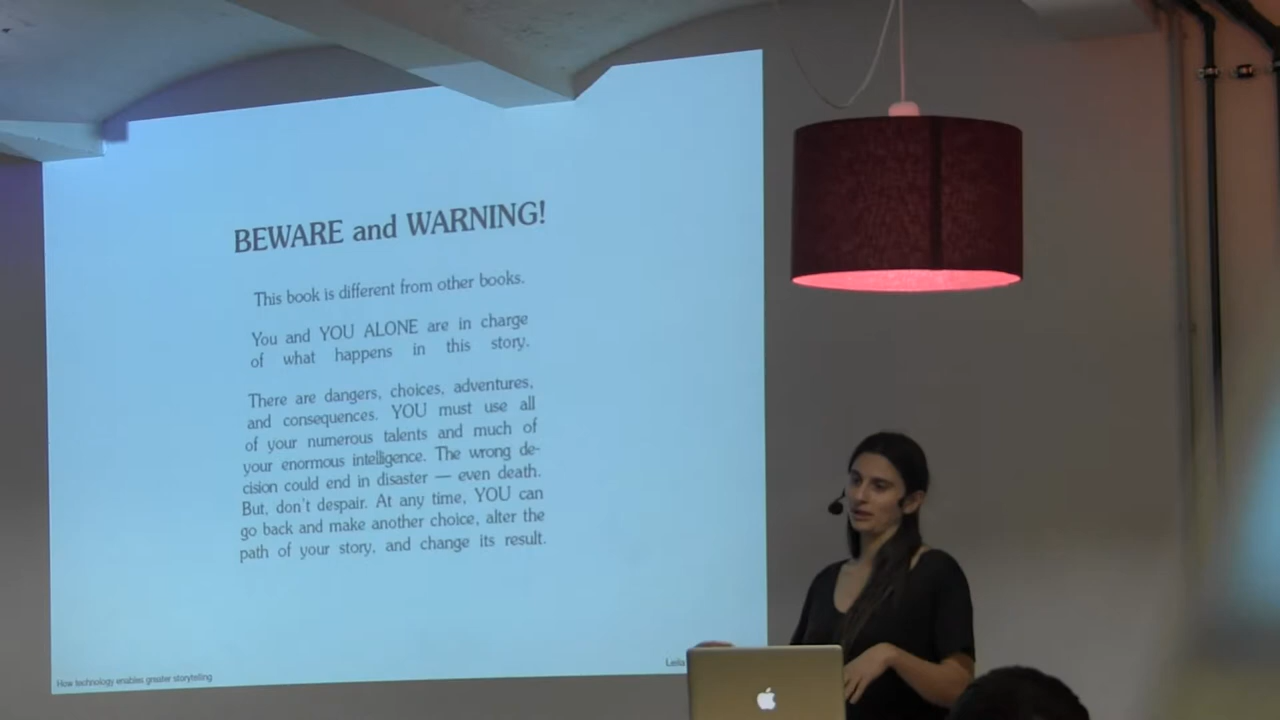 BEWARE and WARNING!
This book is different from other books.
You and YOU ALONE are in charge
of what happens in this story.
There are dangers, choices, adventures,
and consequences. YOU must use all
of your numerous talents and much of
your enormous intelligence. The wrong de-
cision could end in disaster — even death.
But, don't despair. At any time, YOU can
go back and make another choice, alter the
path of your story, and change its result.
How technology enables greater storytelling
Leila